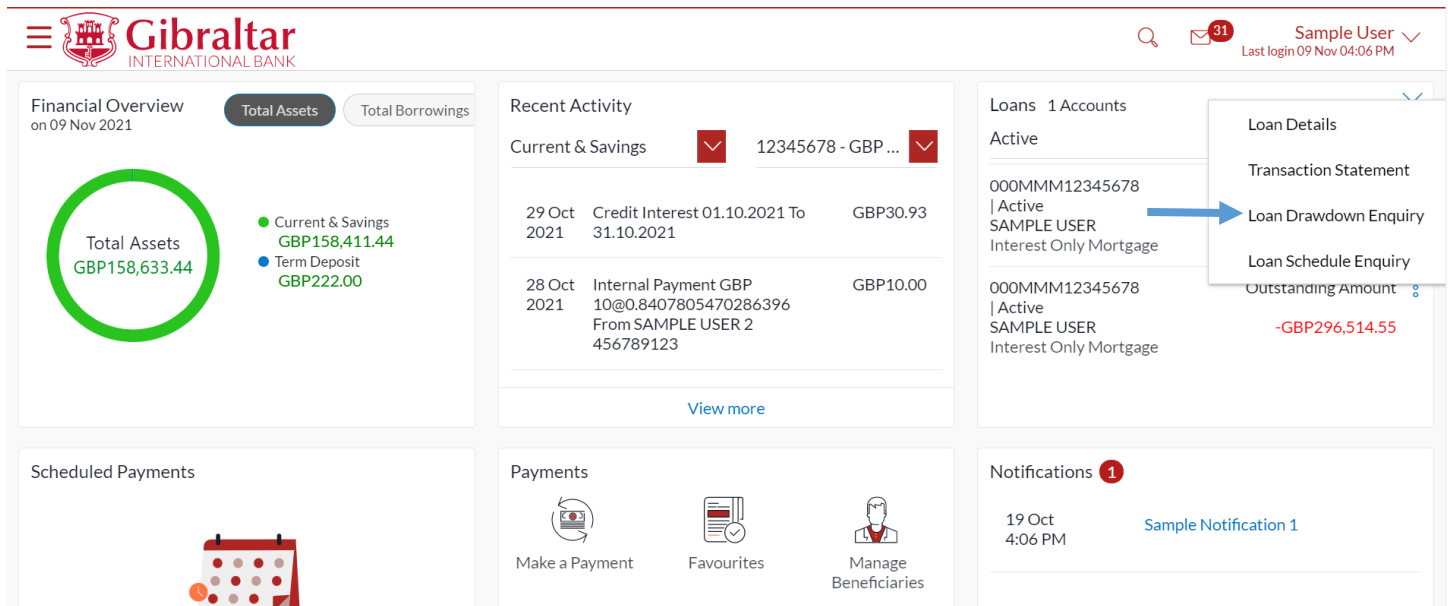 Gibraltar
INTERNATIONAL BANK
31
Sample User
Last login 09 Nov 04:06 PM
Financial Overview
on 09 Nov 2021
Total Assets
Total Borrowings
Total Assets
GBP158,633.44
Current & Savings
GBP158,411.44
Term Deposit
GBP222.00
Recent Activity
Current & Savings
12345678 - GBP ...
29 Oct 2021
Credit Interest 01.10.2021 To
31.10.2021
GBP30.93
28 Oct 2021
Internal Payment GBP
10@0.8407805470286396
From SAMPLE USER 2
456789123
GBP10.00
View more
Loans 1 Accounts
Active
000MMM12345678
| Active
SAMPLE USER
Interest Only Mortgage
Loan Details
Transaction Statement
Loan Drawdown Enquiry
Loan Schedule Enquiry
000MMM12345678
| Active
SAMPLE USER
Interest Only Mortgage
Outstanding Amount
-GBP296,514.55
Scheduled Payments
Payments
Make a Payment
Favourites
Manage
Beneficiaries
Notifications 1
19 Oct
4:06 PM
Sample Notification 1